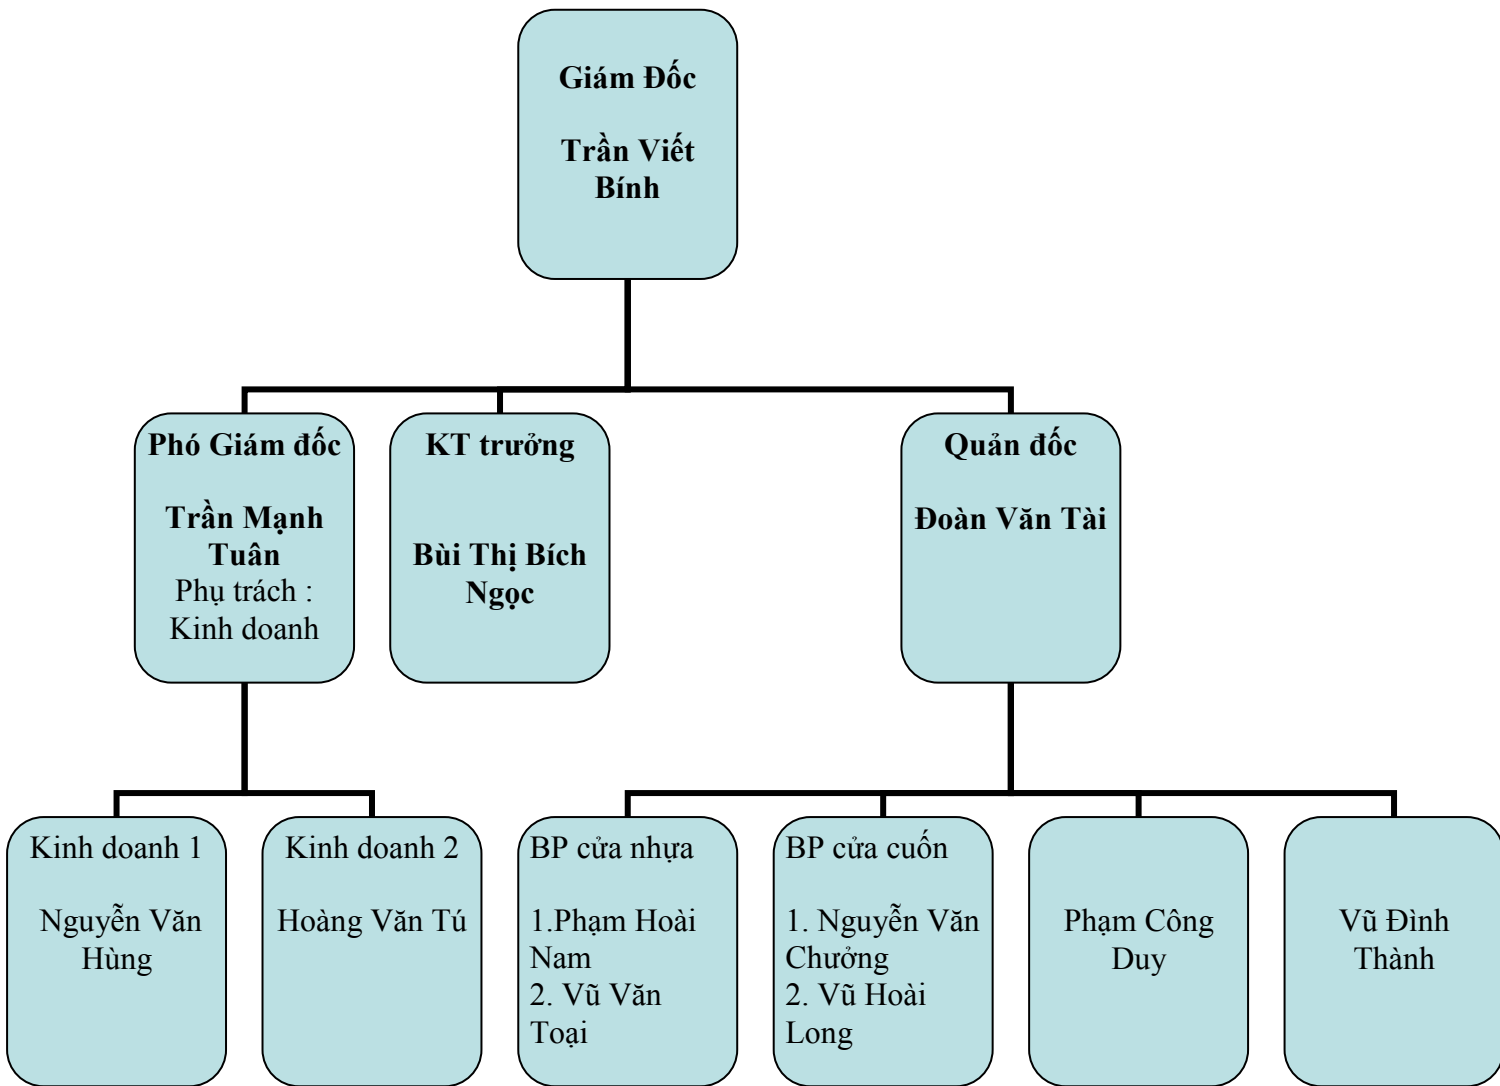 Giám Đốc
Trần Viết
Bính
Phó Giám đốc
Trần Mạnh
Tuân
Phụ trách :
Kinh doanh
KT trưởng
Bùi Thị Bích
Ngọc
Quản đốc
Đoàn Văn Tài
Kinh doanh 1
Nguyễn Văn
Hùng
Kinh doanh 2
Hoàng Văn Tú
BP cửa nhựa
1.Phạm Hoài
Nam
2. Vũ Văn
Toại
BP cửa cuốn
1. Nguyễn Văn
Chưởng
2. Vũ Hoài
Long
Phạm Công
Duy
Vũ Đình
Thành